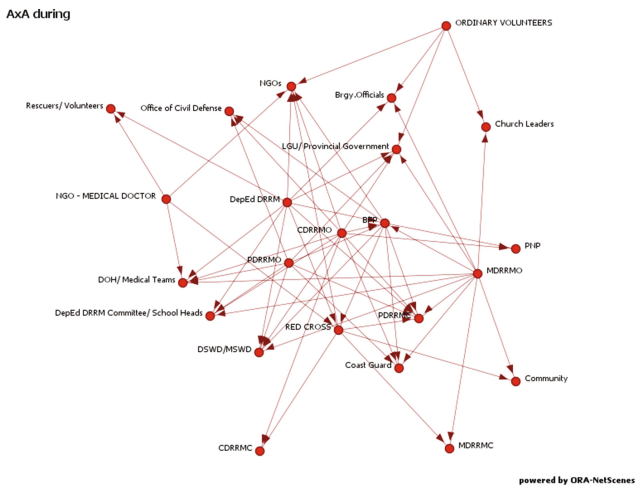 AxA during
ORDINARY VOLUNTEERS
NGOs
Brgy.Officials
Rescuers/ Volunteers
Office of Civil Defense
Church Leaders
LGU/ Provincial Government
NGO - MEDICAL DOCTOR
DepEd DRRM
BFP
CDRRMO
PNP
PDRRMO
MDRRMO
DOH/ Medical Teams
DepEd DRRM Committee/ School Heads
PDRRMC
RED CROSS
DSWD/MSWD
Coast Guard
Community
CDRRMC
MDRRMC
powered by ORA-NetScenes